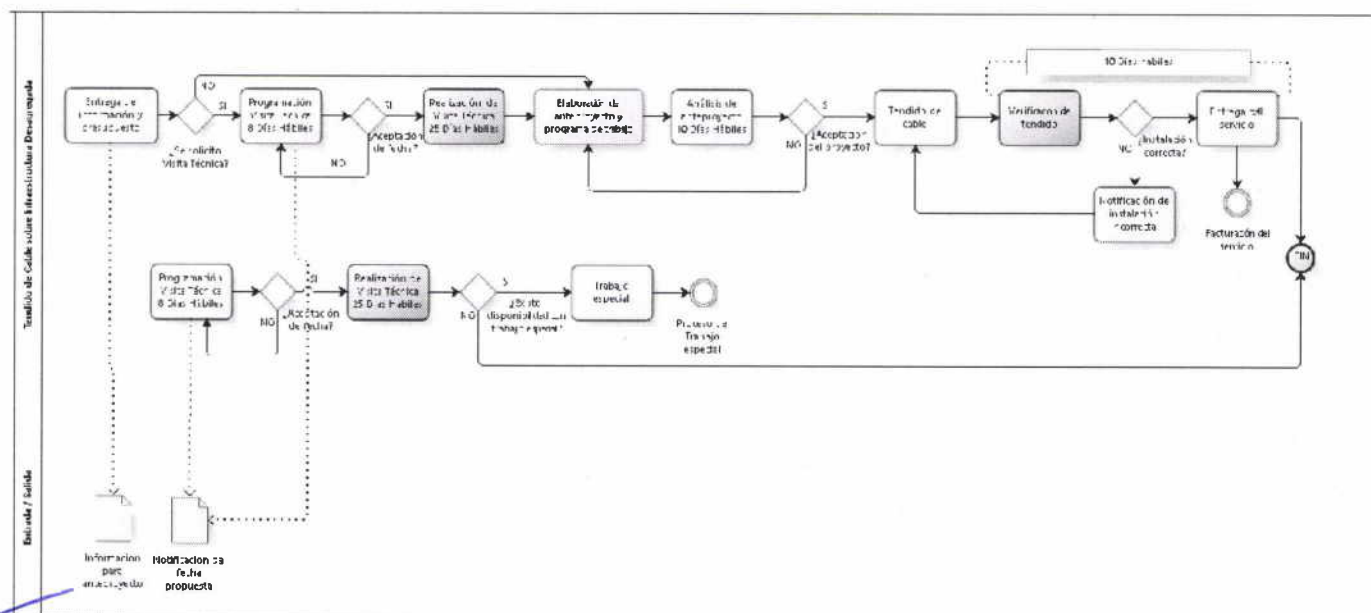 Tendido de Cable sobre Infraestructura Desagregada
10 Días Hábiles
Entrega de
información y
presupuesto
NO
SI
¿Se solicitó
Visita Técnica?
Programación
Visita Técnica
8 Días Hábiles
SI
¿Aceptación
de fecha?
NO
Realización de
Visita Técnica
25 Días Hábiles
Elaboración de
anteproyecto y
programa de trabajo
Análisis de
anteproyecto
10 Días Hábiles
S
¿Aceptación
del proyecto?
NO
Tendido de
cable
Verificación de
tendido
NO
¿Instalación
correcta?
Entrega del
servicio
Notificación de
instalación
incorrecta
Facturación del
servicio
FIN
Programación
Visita Técnica
8 Días Hábiles
SI
¿Aceptación
de fecha?
NO
Realización de
Visita Técnica
25 Días Hábiles
S
NO
¿Existe
disponibilidad con
trabajo especial?
Trabajo
especial
Proceso de
Trabajo
especial
Entrada / Salida
Información
para
anteproyecto
Notificación de
fecha
propuesta